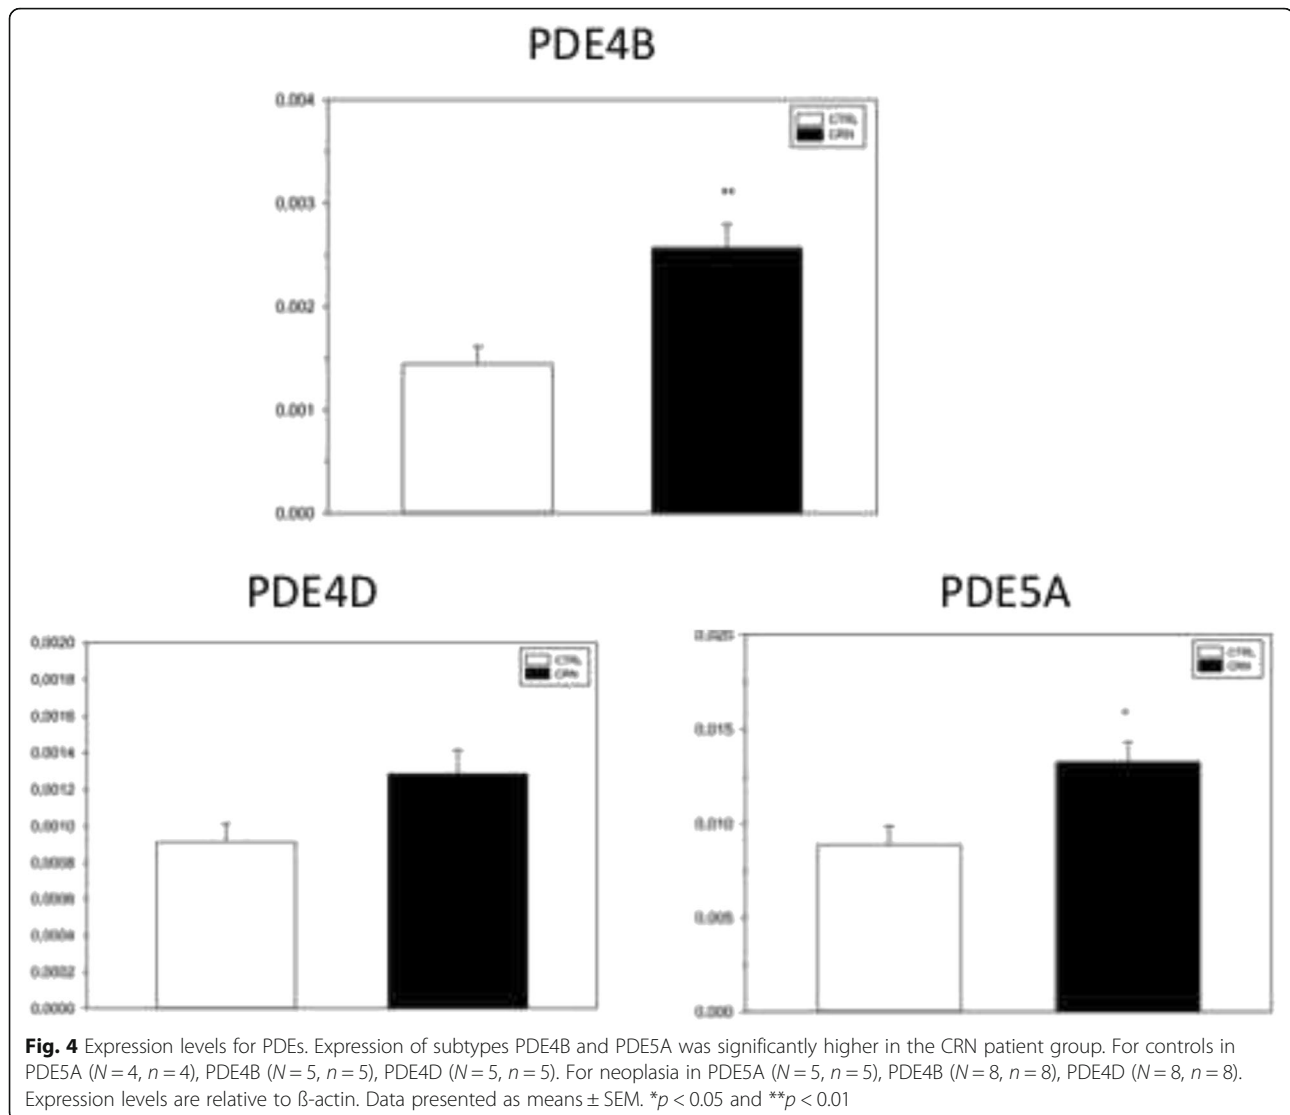 PDE4B
0.004
CTRL
CRN
**
0.003
0.002
0.001
0.000
PDE4D
PDE5A
0,0020
CTRL
CRN
0,0018
0,0016
0,0014
0,0012
0,0010
0,0008
0,0006
0,0004
0,0002
0,0000
0.020
CTRL
CRN
*
0.015
0.010
0.005
0.000
Fig. 4 Expression levels for PDEs. Expression of subtypes PDE4B and PDE5A was significantly higher in the CRN patient group. For controls in
PDE5A (N = 4, n = 4), PDE4B (N = 5, n = 5), PDE4D (N = 5, n = 5). For neoplasia in PDE5A (N = 5, n = 5), PDE4B (N = 8, n = 8), PDE4D (N = 8, n = 8).
Expression levels are relative to ß-actin. Data presented as means ± SEM. *p < 0.05 and **p < 0.01